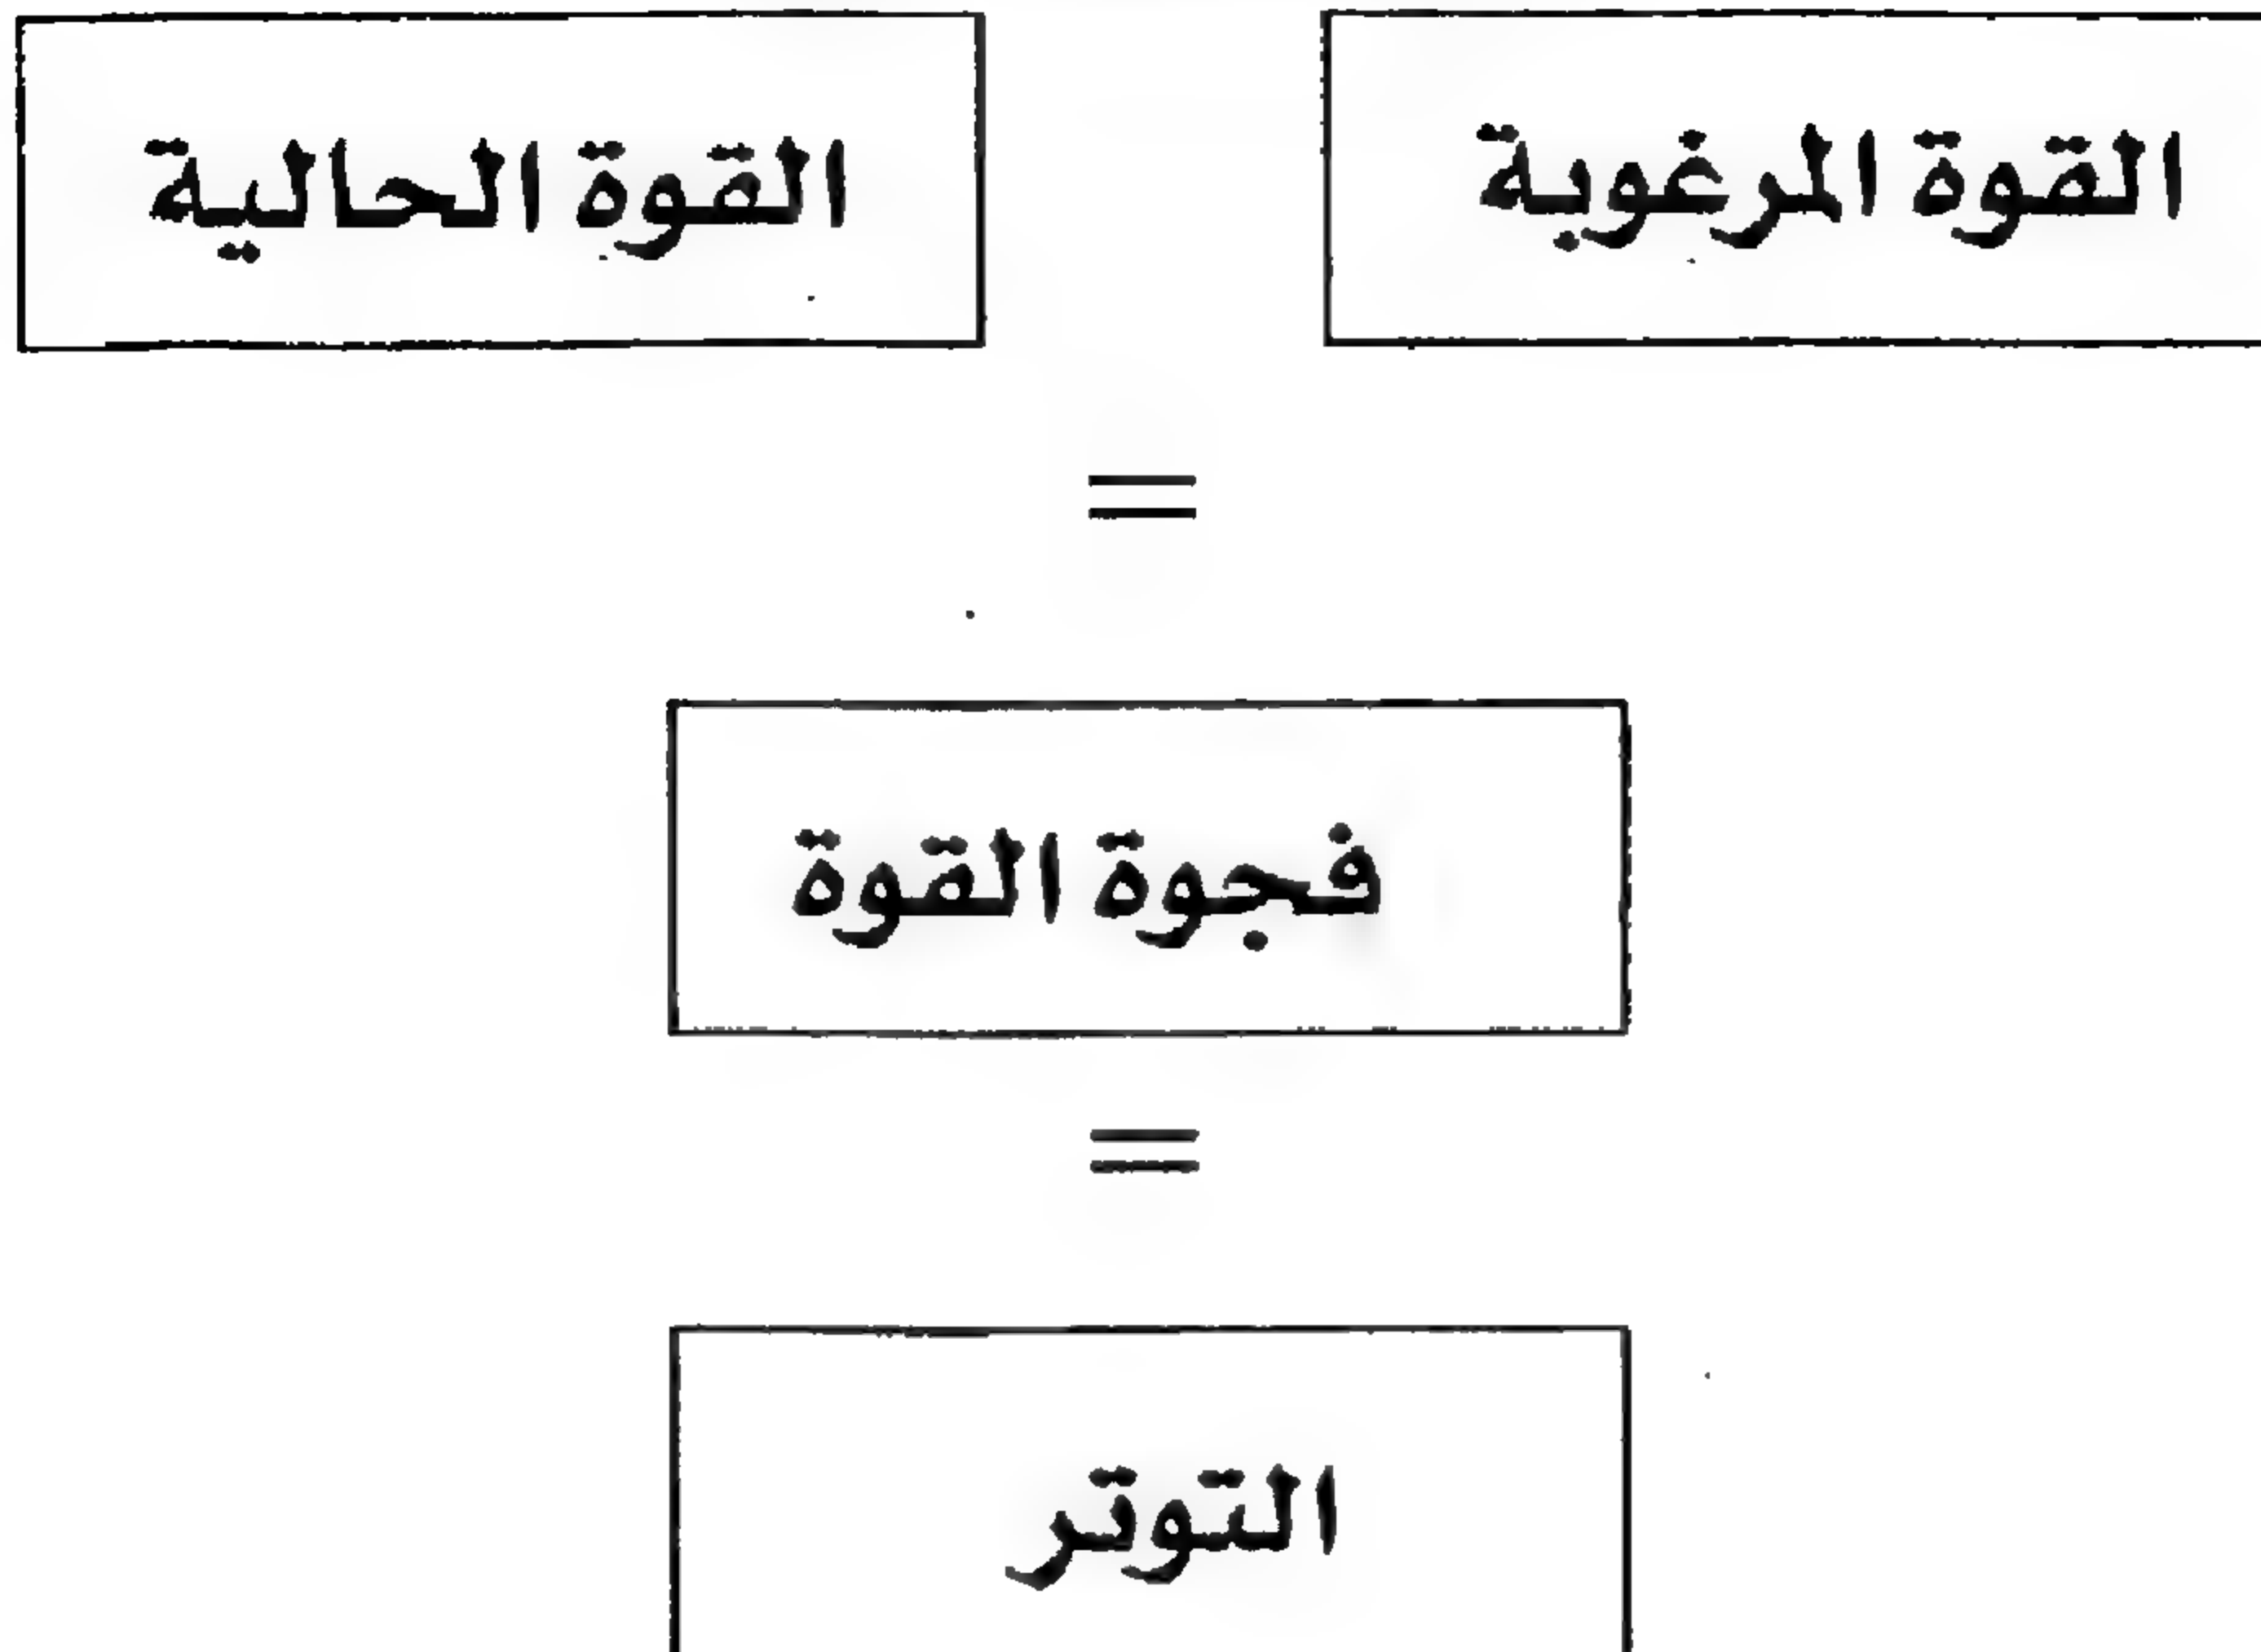 القوة المرغوبة
القوة الحالية
=
فجوة القوة
=
التوتر